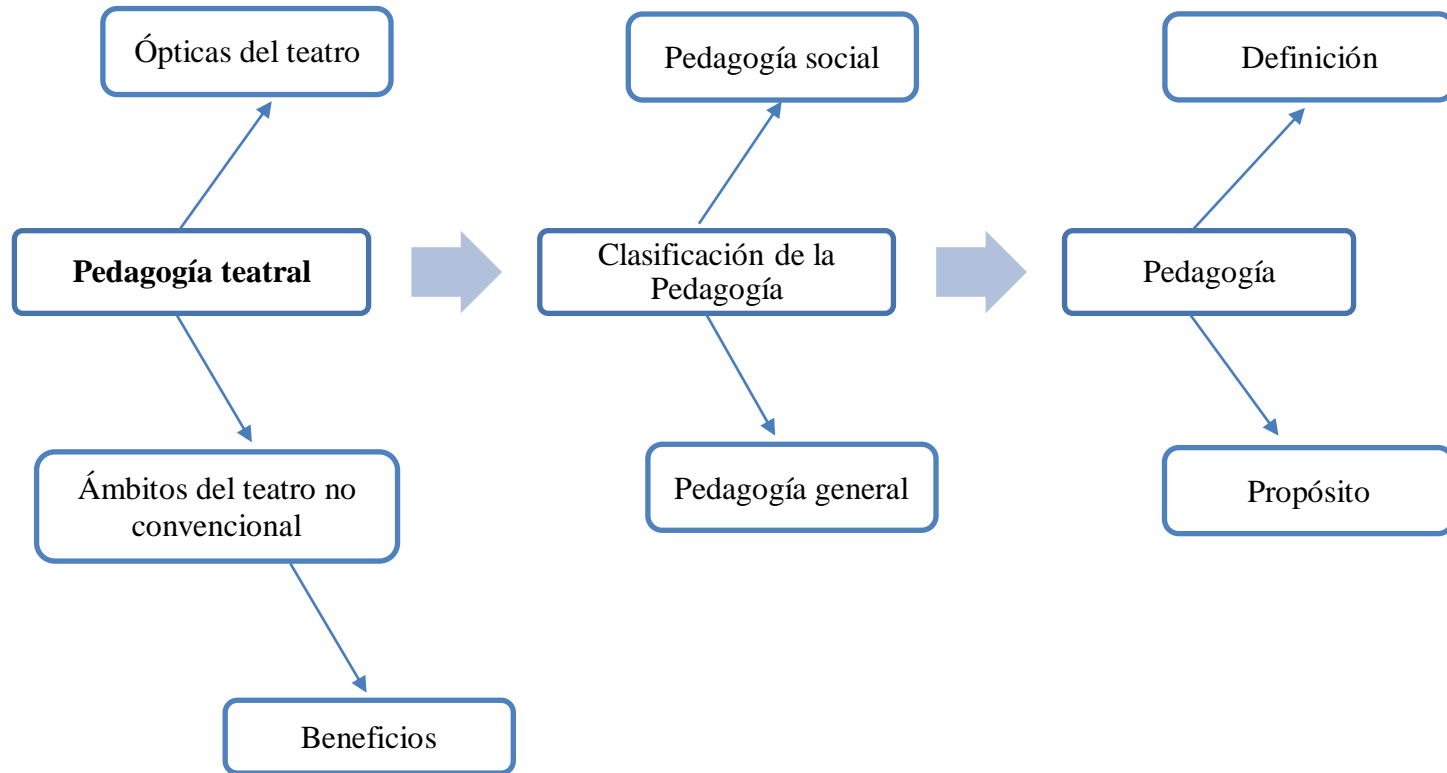 Ópticas del teatro
Pedagogía social
Definición
Pedagogía teatral
Clasificación de la
Pedagogía
Pedagogía
Ámbitos del teatro no
convencional
Pedagogía general
Propósito
Beneficios